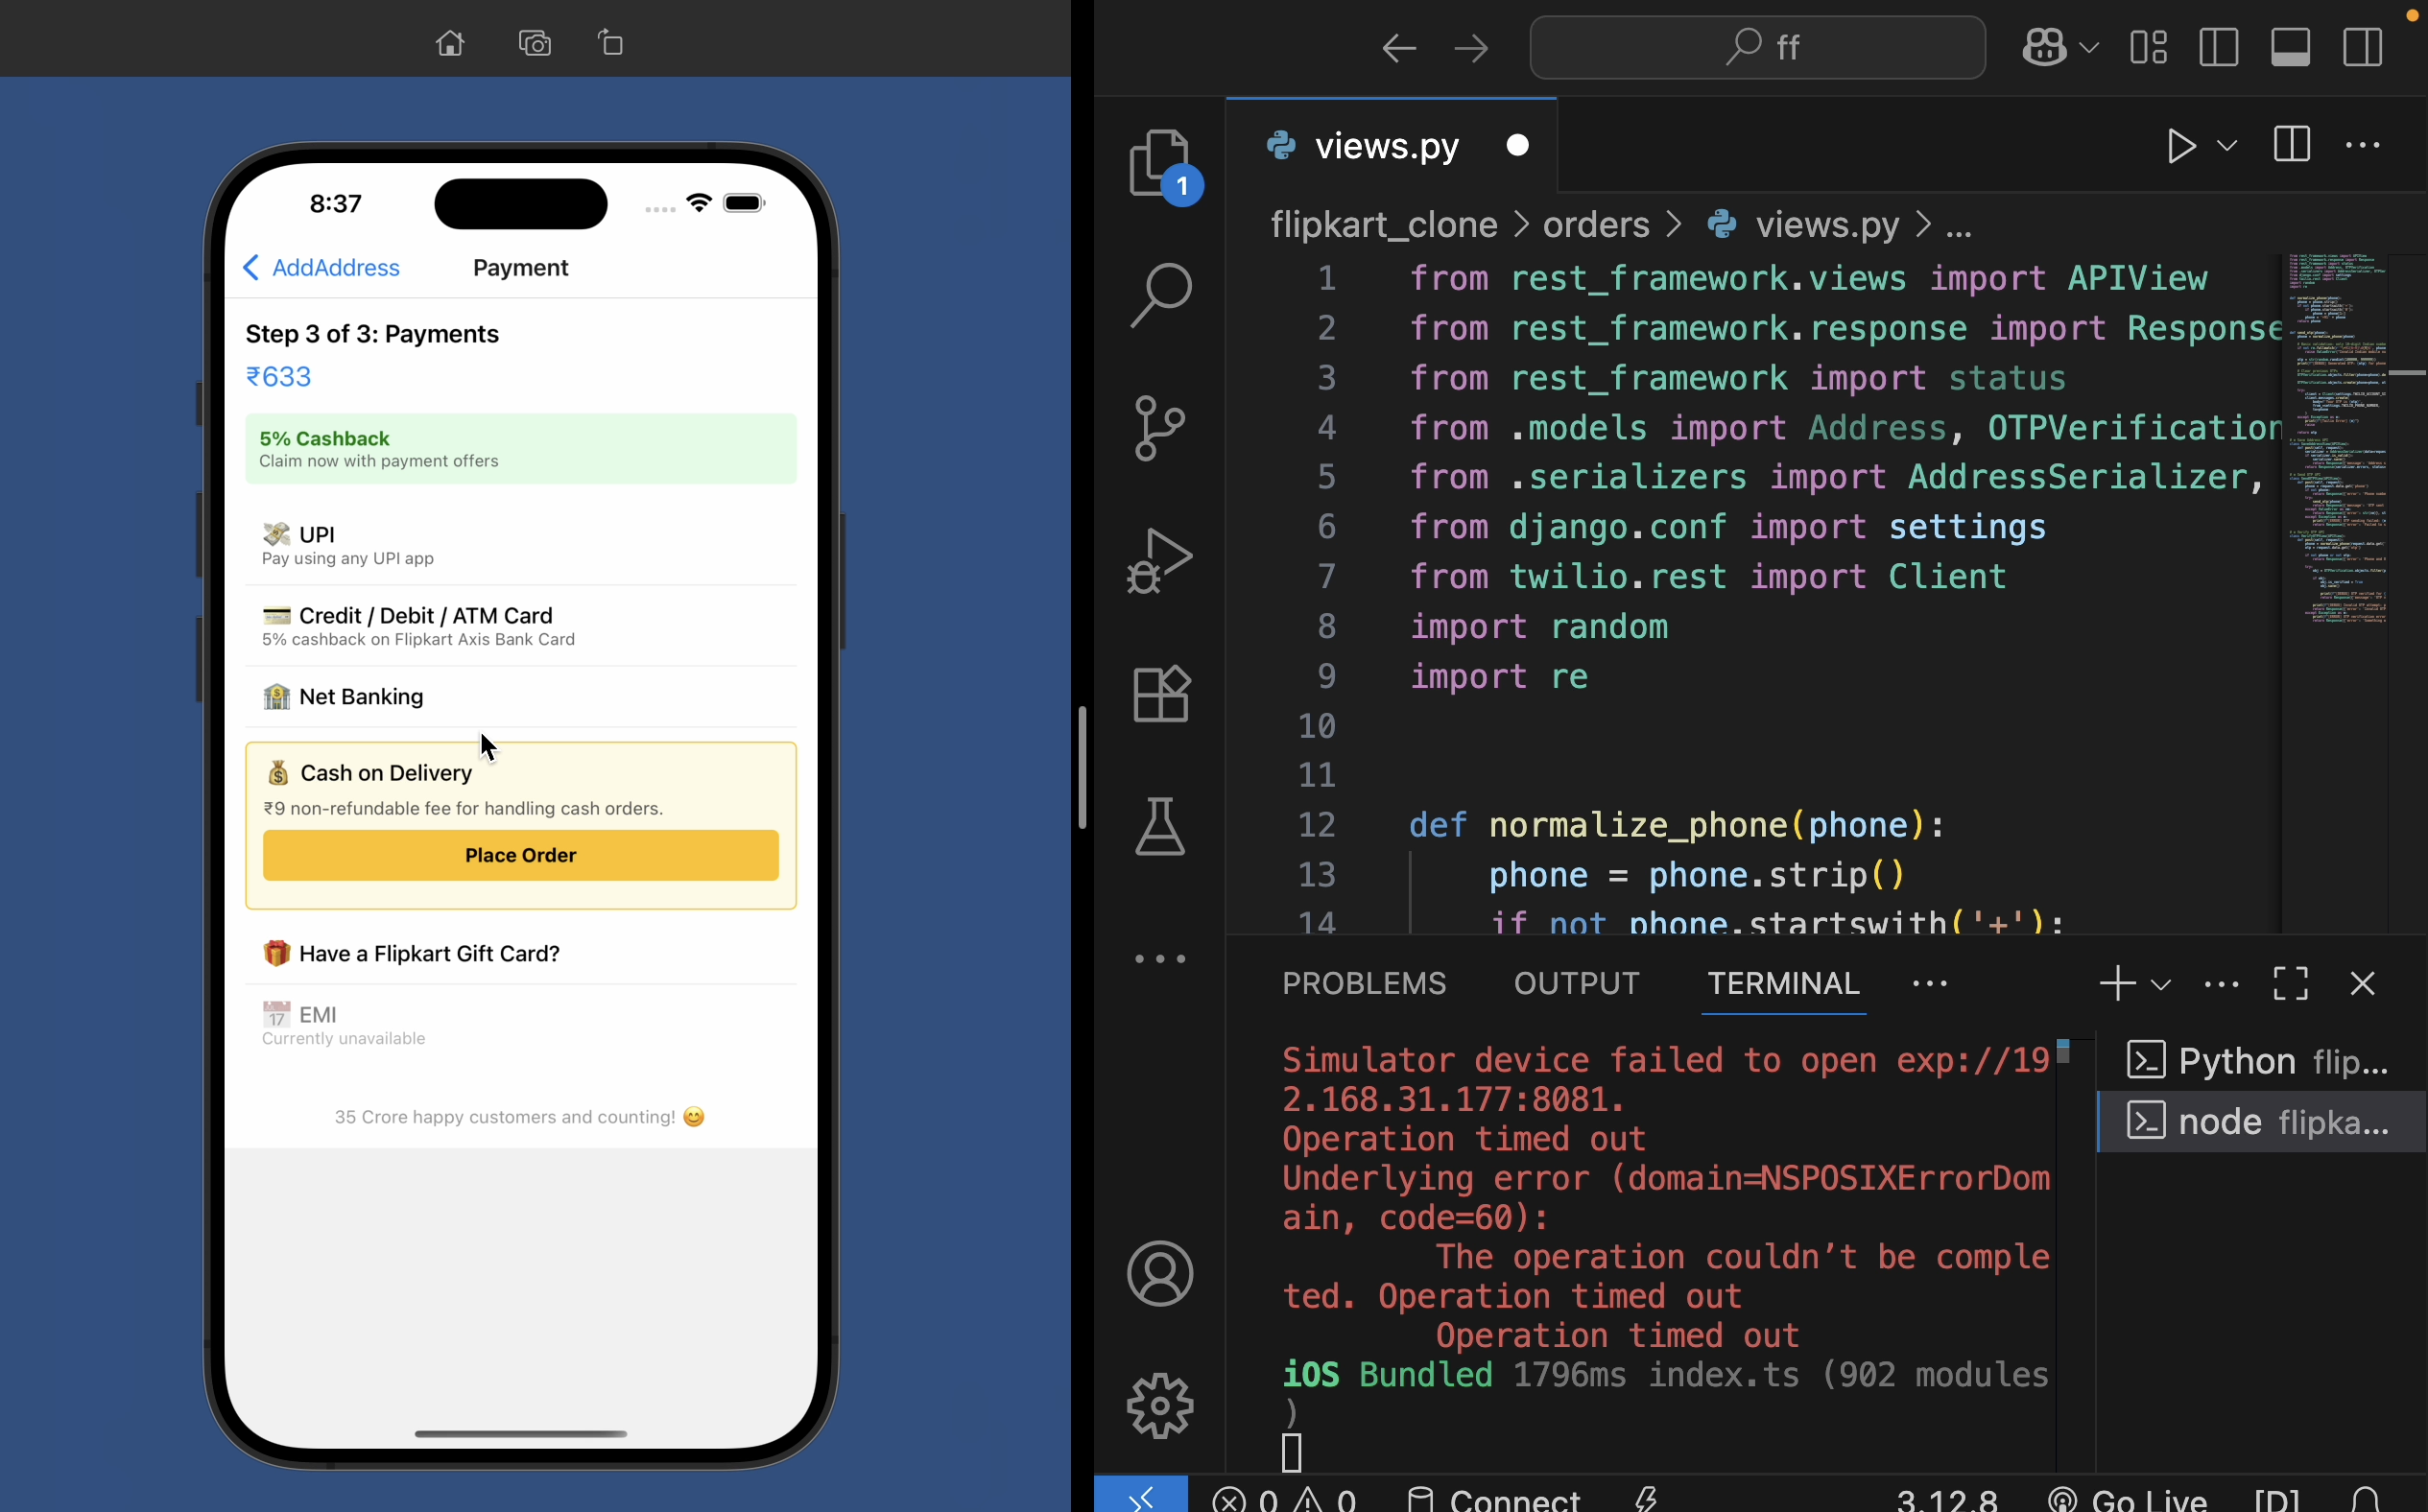 8:37
AddAddress
Payment
Step 3 of 3: Payments
₹633
5% Cashback
Claim now with payment offers
💸 UPI
Pay using any UPI app
💳 Credit / Debit / ATM Card
5% cashback on Flipkart Axis Bank Card
🏦 Net Banking
💰 Cash on Delivery
₹9 non-refundable fee for handling cash orders.
Place Order
🎁 Have a Flipkart Gift Card?
📅 EMI
Currently unavailable
35 Crore happy customers and counting! 😊
ff
1
views.py
flipkart_clone > orders > views.py > ...
1 from rest_framework.views import APIView
2 from rest_framework.response import Response
3 from rest_framework import status
4 from .models import Address, OTPVerification
5 from .serializers import AddressSerializer,
6 from django.conf import settings
7 from twilio.rest import Client
8 import random
9 import re
10
11
12 def normalize_phone(phone):
13 phone = phone.strip()
14 if not phone.startswith('+'):
PROBLEMS OUTPUT TERMINAL ...
Simulator device failed to open exp://19
2.168.31.177:8081.
Operation timed out
Underlying error (domain=NSPOSIXErrorDom
ain, code=60):
The operation couldn’t be comple
ted. Operation timed out
Operation timed out
iOS Bundled 1796ms index.ts (902 modules
)
Python flip...
node flipka...
0 0 Connect 3.12.8 Go Live [D]